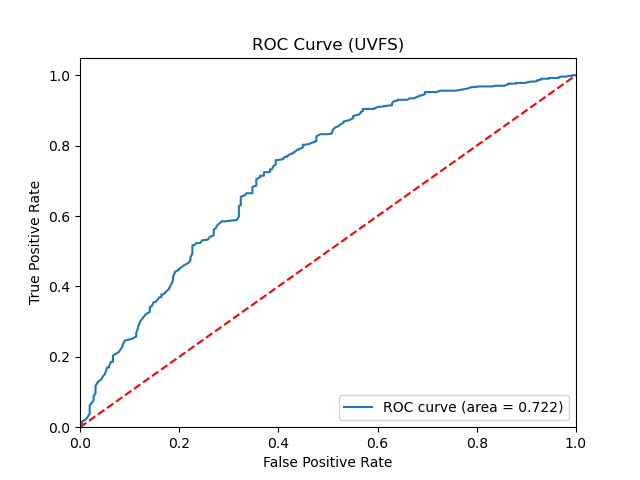 ROC Curve (UVFS)
True Positive Rate
1.0
0.8
0.6
0.4
0.2
0.0
0.0 0.2 0.4 0.6 0.8 1.0
False Positive Rate
ROC curve (area = 0.722)